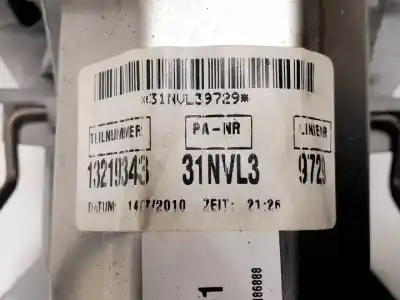 *31NVL39729*
TEILNUMMER PA-NR LINIENR
13219343 31NVL3 9729
DATUM: 14/7/2010 ZEIT: 21:26